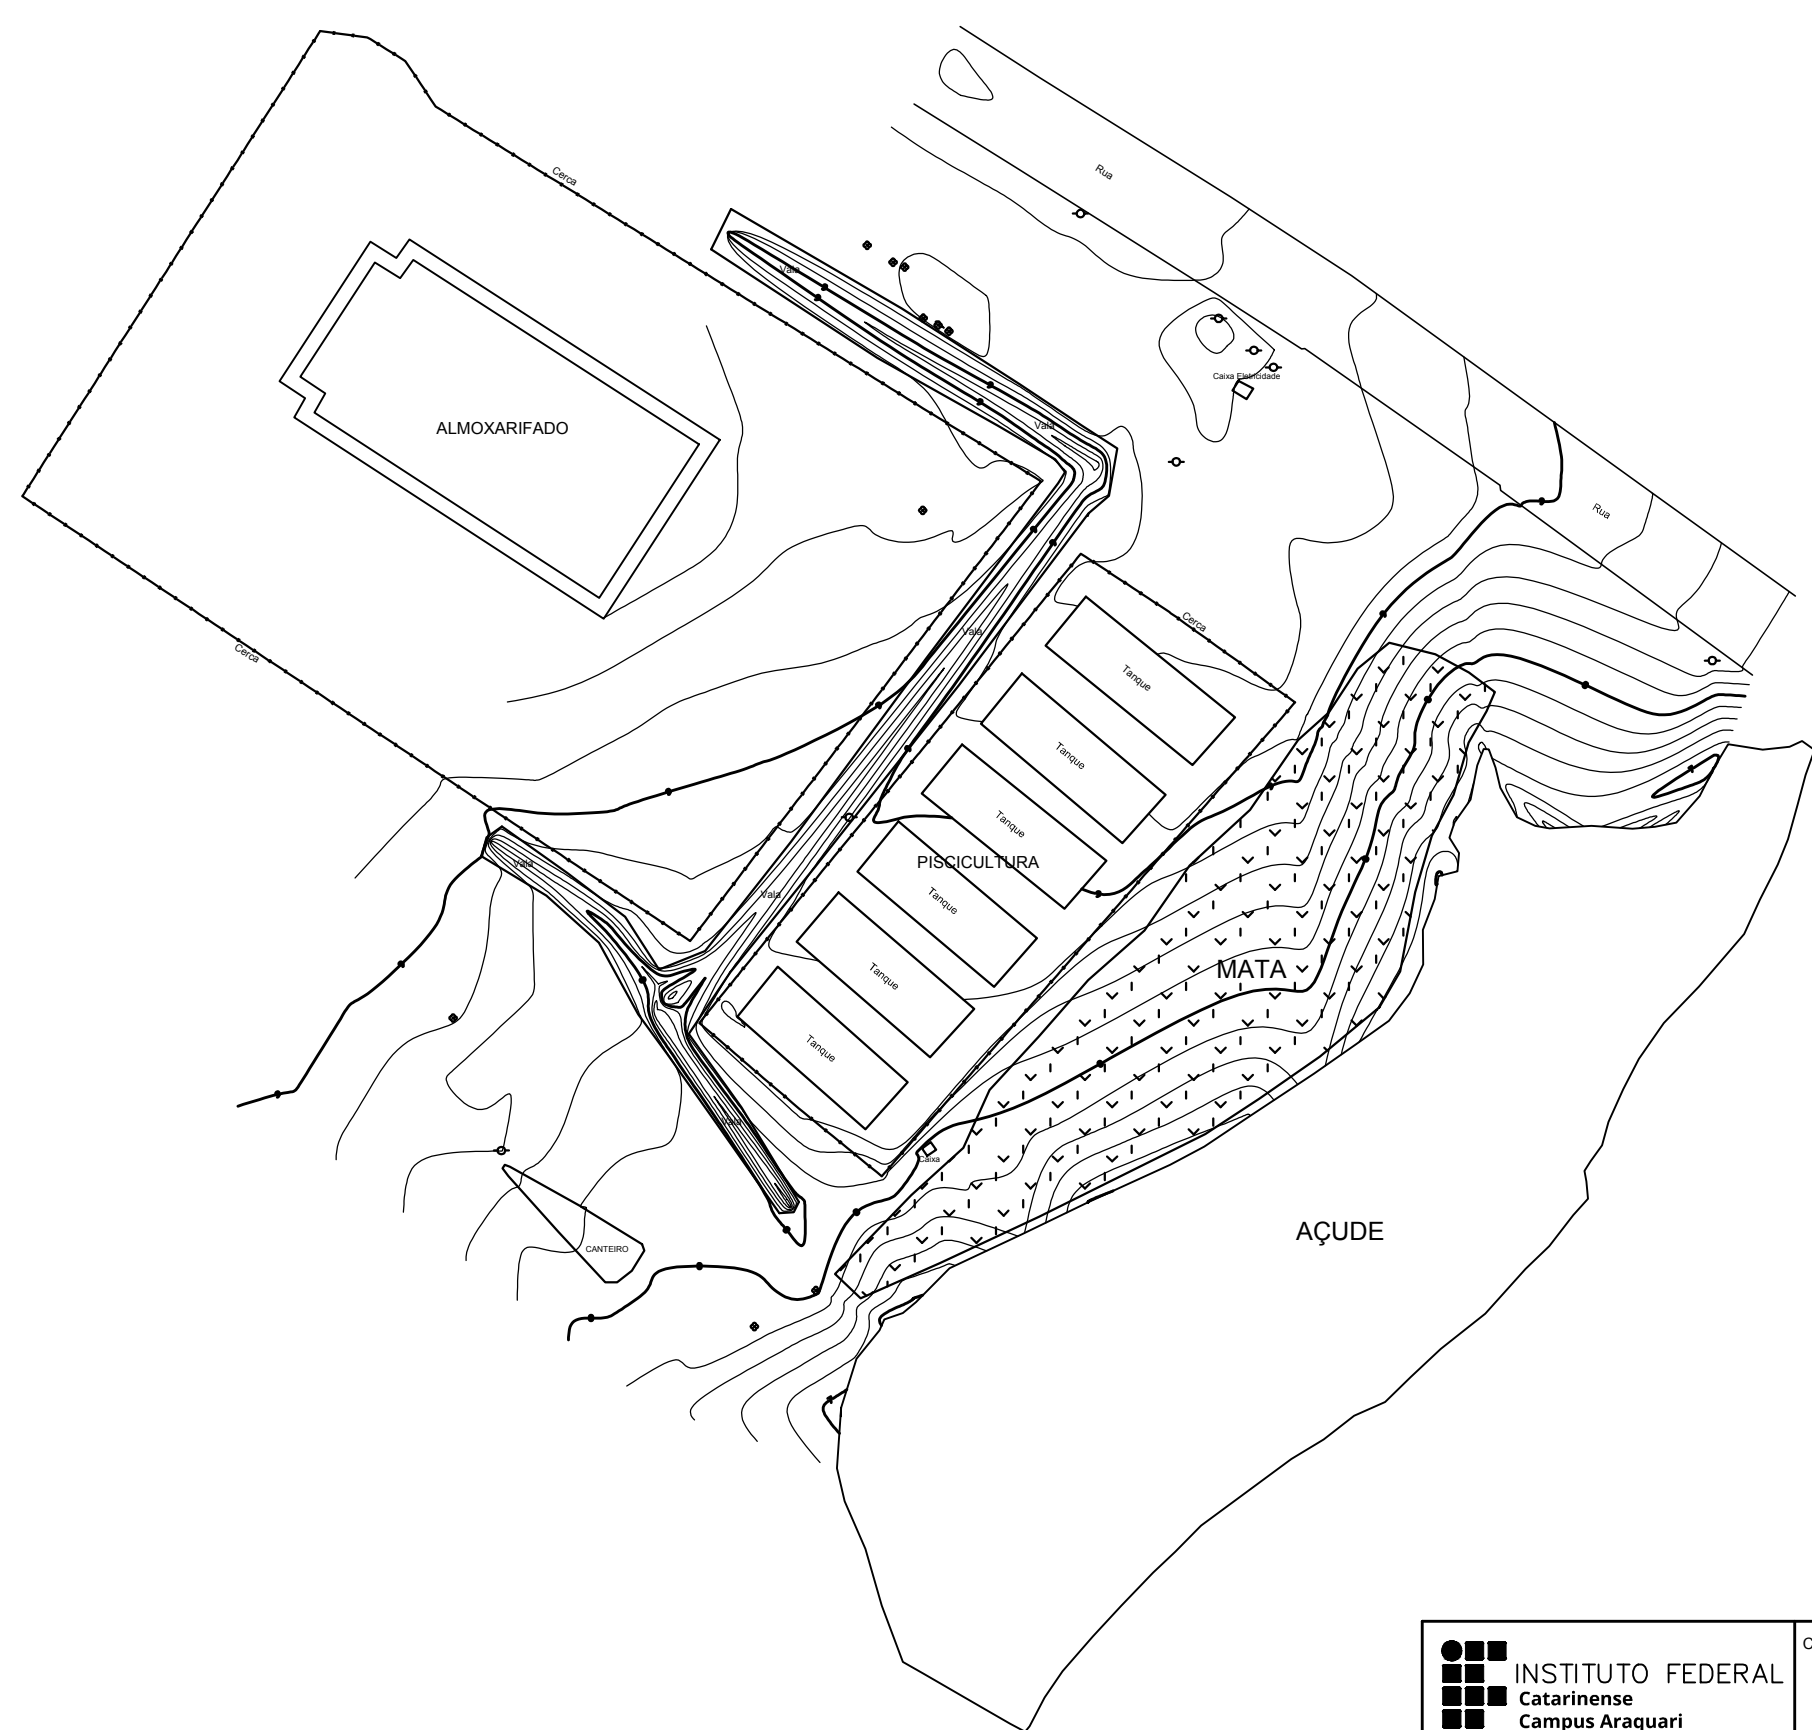 Rua
Cerca
Vala
Caixa Eletricidade
Vala
ALMOXARIFADO
Rua
Cerca
Vala
Cerca
Tanque
Tanque
Tanque
PISCICULTURA
Vala
Vala
Tanque
MATA
Tanque
Tanque
Vala
Caixa
AÇUDE
CANTEIRO
INSTITUTO FEDERAL
Catarinense
Campus Araquari